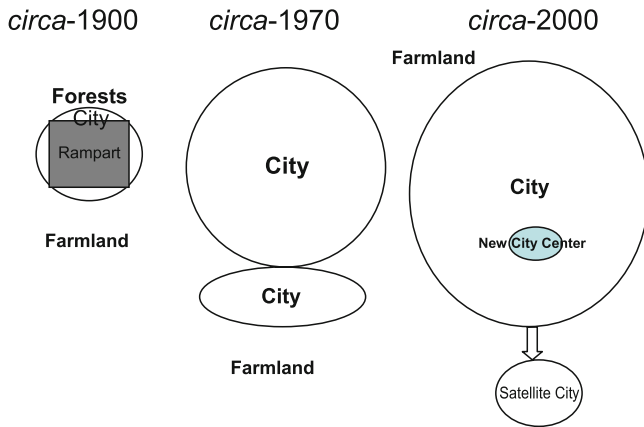 circa-1900
circa-1970
circa-2000
Forests
City
Rampart
Farmland
City
City
Farmland
Farmland
City
New City Center
Satellite City